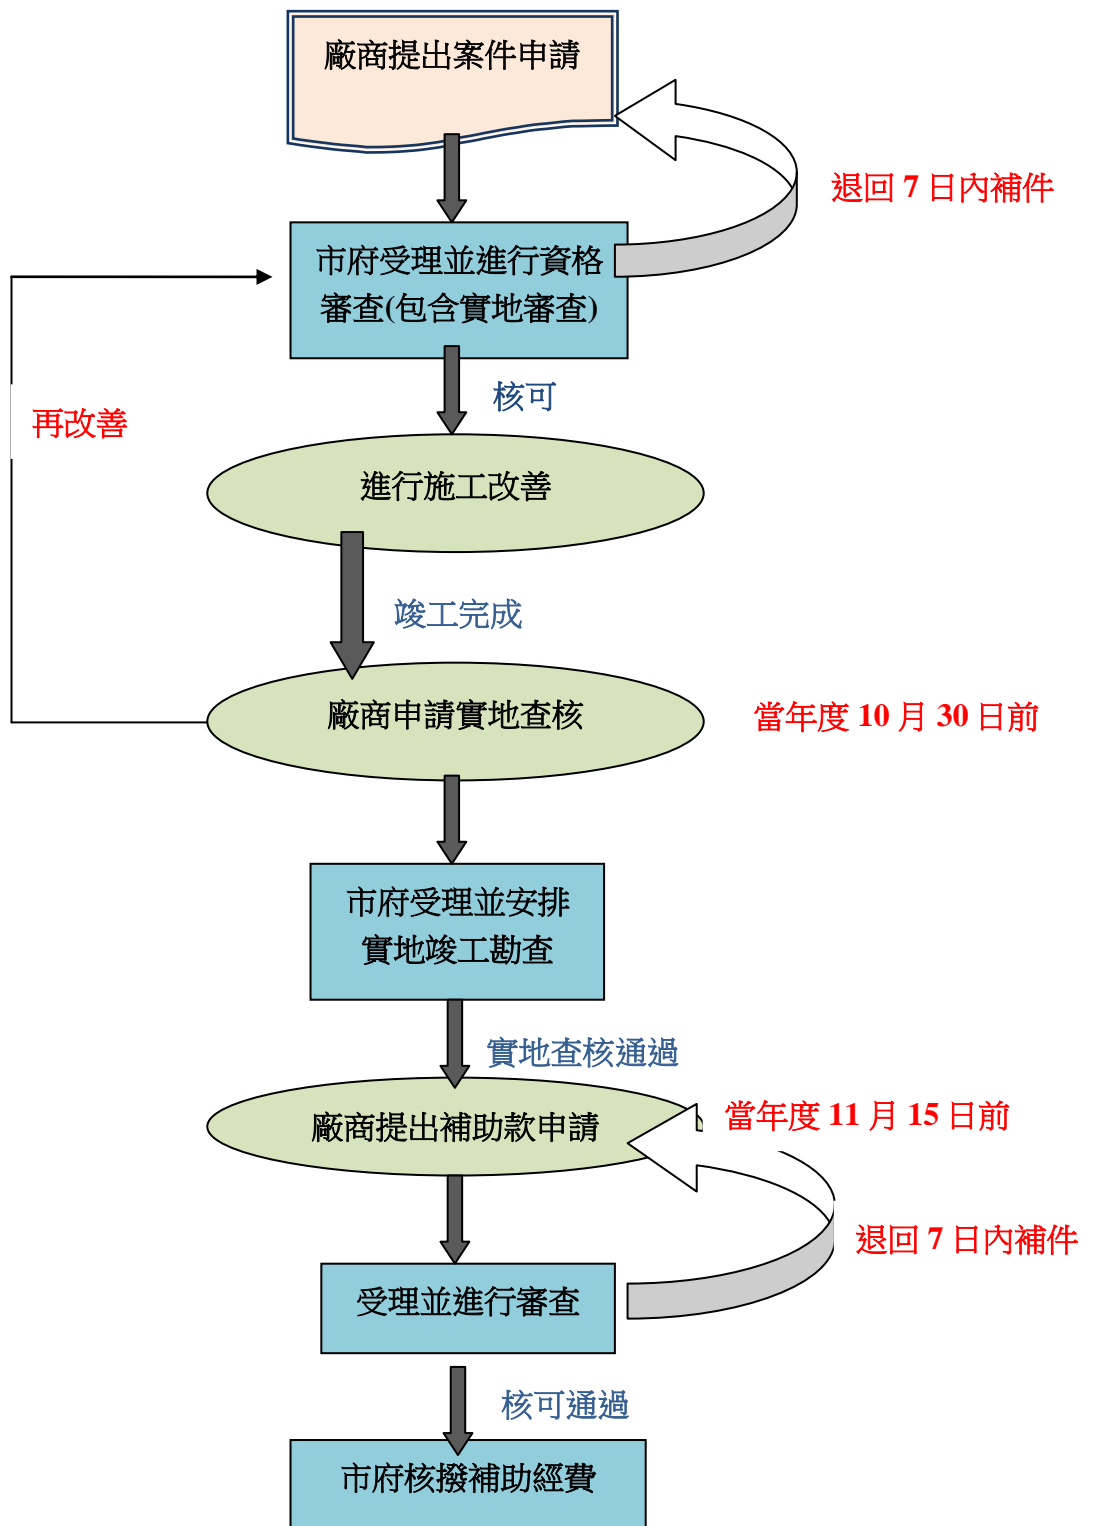 廠商提出案件申請
退回 7 日內補件
市府受理並進行資格
審查(包含實地審查)
核可
再改善
進行施工改善
竣工完成
廠商申請實地查核
當年度 10 月 30 日前
市府受理並安排
實地竣工勘查
實地查核通過
廠商提出補助款申請
當年度 11 月 15 日前
退回 7 日內補件
受理並進行審查
核可通過
市府核撥補助經費